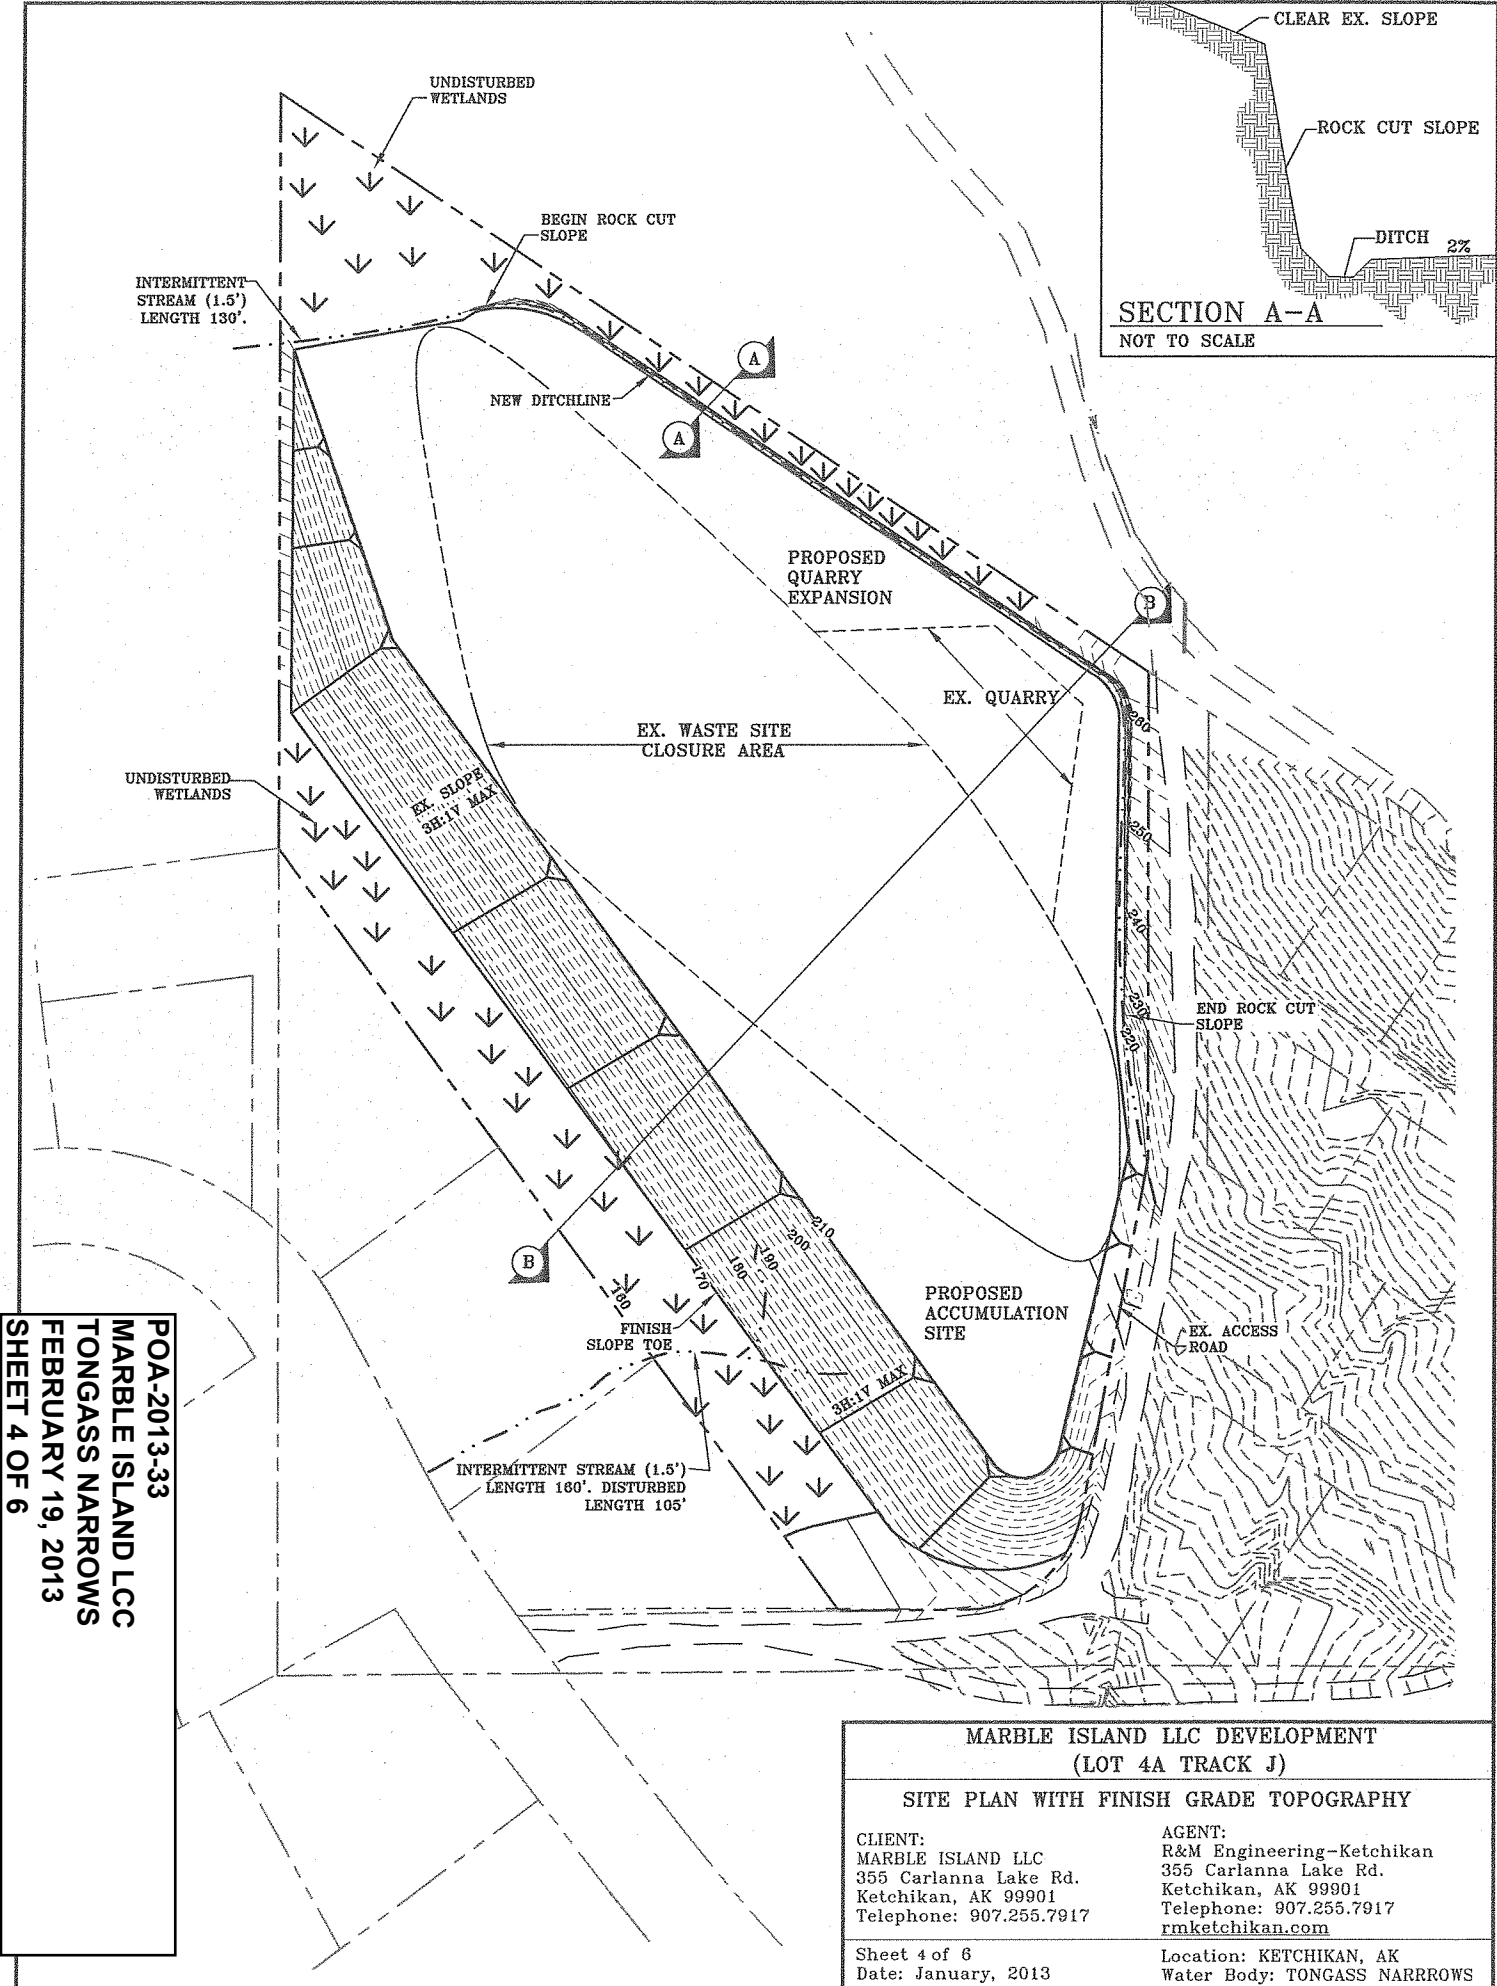 CLEAR EX. SLOPE
ROCK CUT SLOPE
DITCH
2%
SECTION A-A
NOT TO SCALE
UNDISTURBED
WETLANDS
BEGIN ROCK CUT
SLOPE
INTERMITTENT
STREAM (1.5')
LENGTH 130'.
A
NEW DITCHLINE
A
PROPOSED
QUARRY
EXPANSION
B
EX. QUARRY
EX. WASTE SITE
CLOSURE AREA
260
UNDISTURBED
WETLANDS
EX. SLOPE
3H:1V MAX
250
240
230
220
END ROCK CUT
SLOPE
B
210
200
190
180
170
160
FINISH
SLOPE TOE
PROPOSED
ACCUMULATION
SITE
EX. ACCESS
ROAD
3H:1V MAX
INTERMITTENT STREAM (1.5')
LENGTH 160'. DISTURBED
LENGTH 105'
POA-2013-33
MARBLE ISLAND LCC
TONGASS NARROWS
FEBRUARY 19, 2013
SHEET 4 OF 6
MARBLE ISLAND LLC DEVELOPMENT
(LOT 4A TRACK J)
SITE PLAN WITH FINISH GRADE TOPOGRAPHY
CLIENT:
MARBLE ISLAND LLC
355 Carlanna Lake Rd.
Ketchikan, AK 99901
Telephone: 907.255.7917
AGENT:
R&M Engineering-Ketchikan
355 Carlanna Lake Rd.
Ketchikan, AK 99901
Telephone: 907.255.7917
rmketchikan.com
Sheet 4 of 6
Date: January, 2013
Location: KETCHIKAN, AK
Water Body: TONGASS NARRROWS